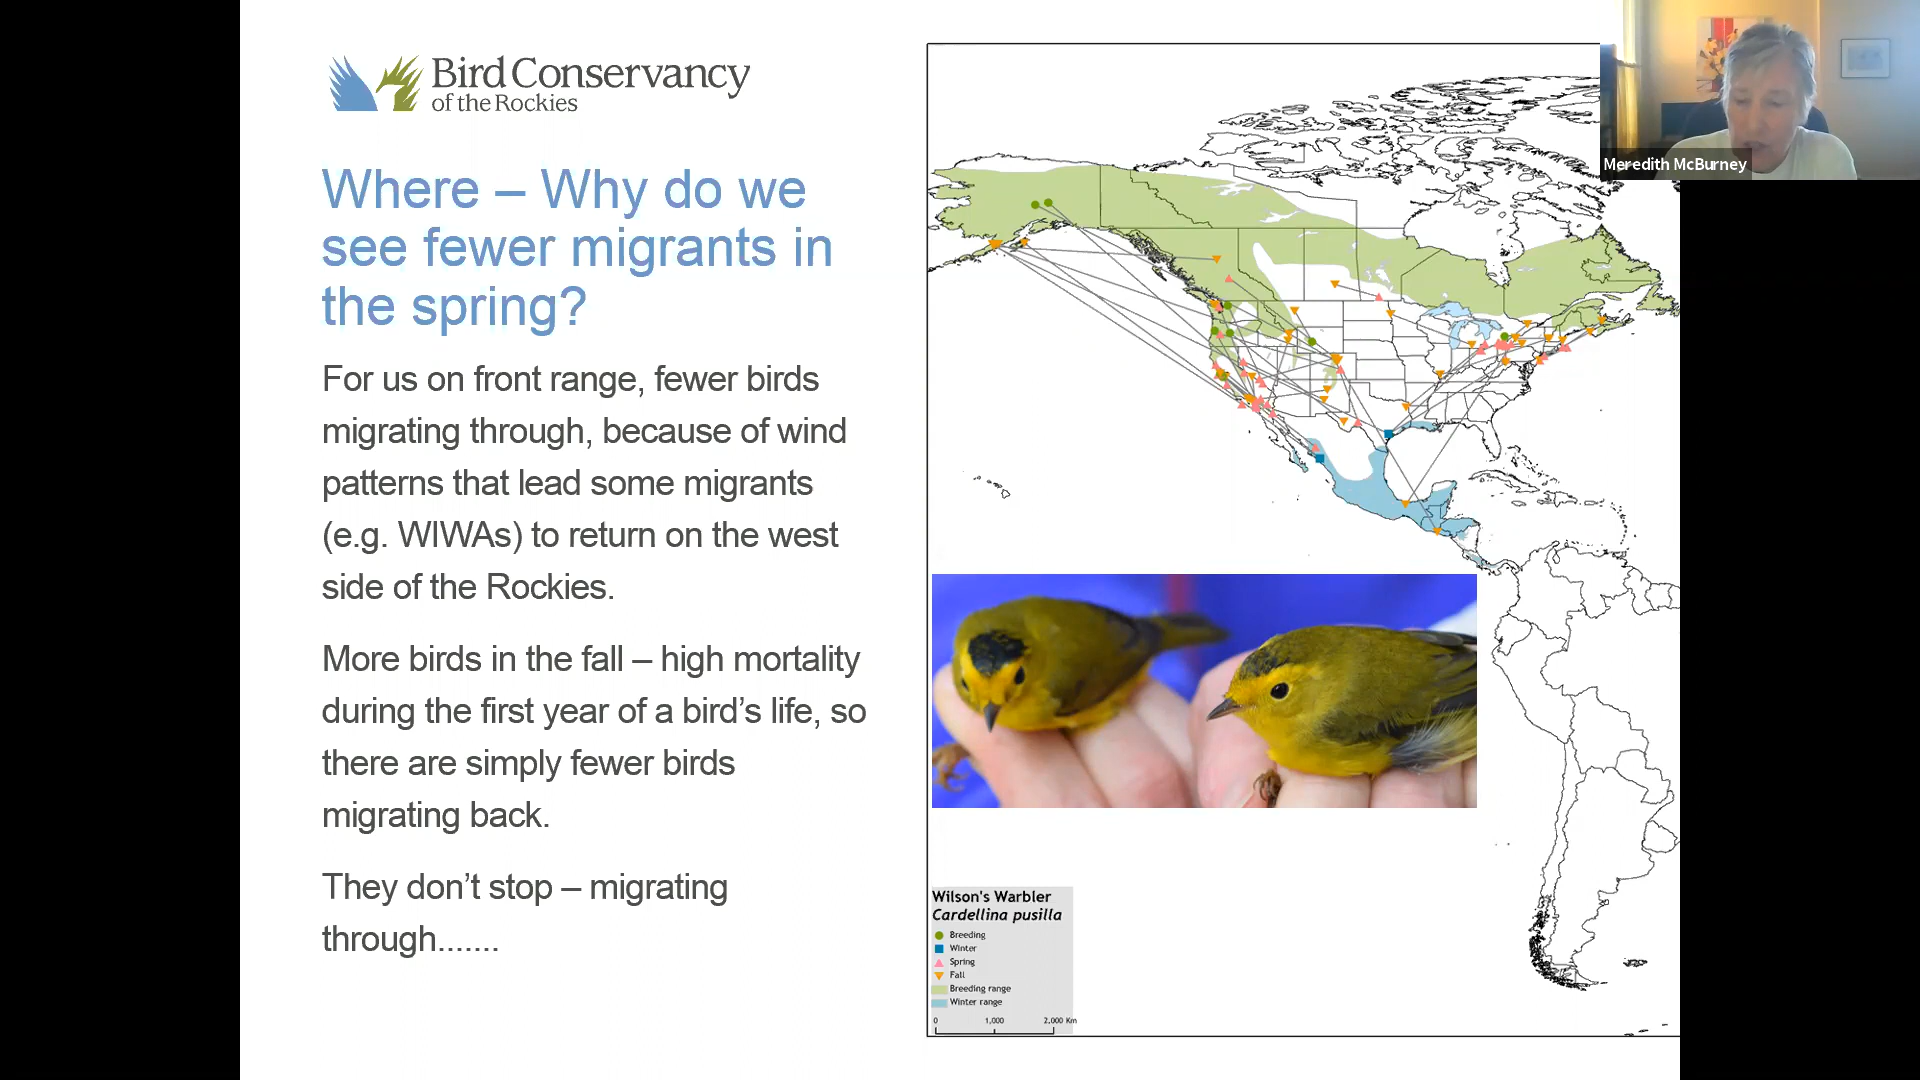 Bird Conservancy
of the Rockies
Where – Why do we
see fewer migrants in
the spring?
For us on front range, fewer birds
migrating through, because of wind
patterns that lead some migrants
(e.g. WIWAs) to return on the west
side of the Rockies.
More birds in the fall – high mortality
during the first year of a bird’s life, so
there are simply fewer birds
migrating back.
They don’t stop – migrating
through.......
Meredith McBurney
Wilson's Warbler
Cardellina pusilla
Breeding
Winter
Spring
Fall
Breeding range
Winter range
0 1,000 2,000 Km